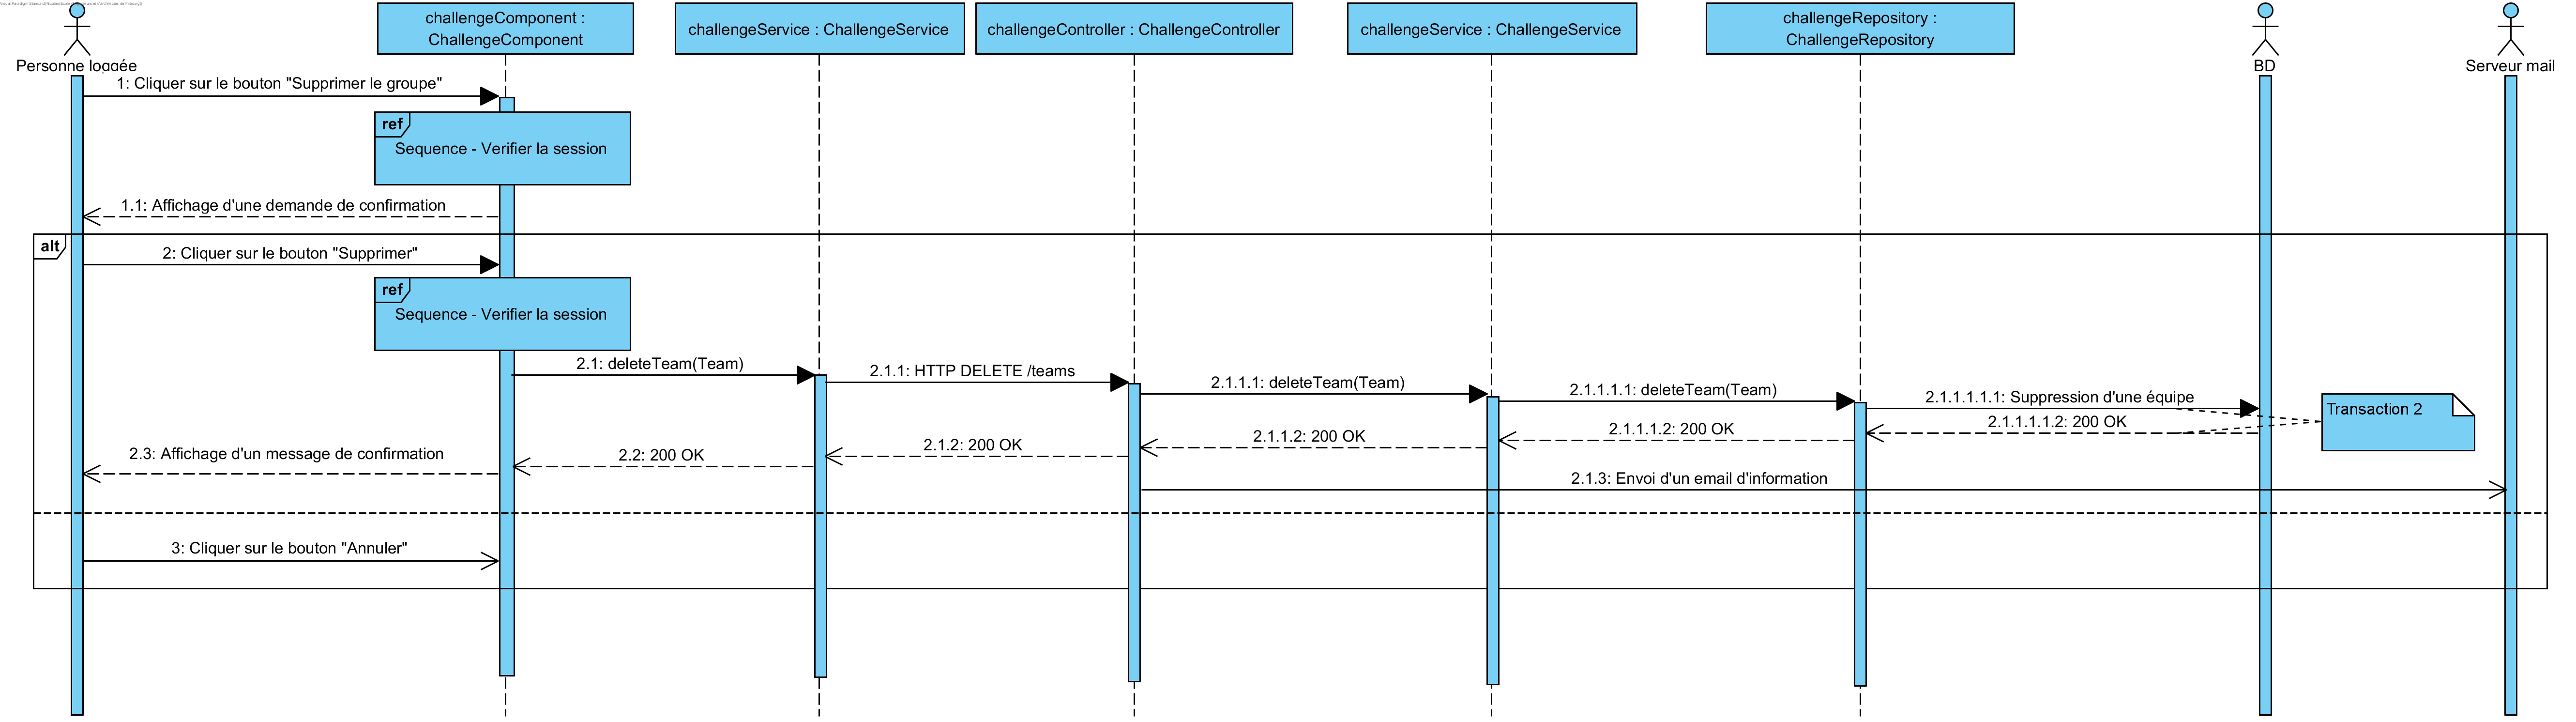 Personne loggée
challengeComponent :
ChallengeComponent
challengeService : ChallengeService
challengeController : ChallengeController
challengeService : ChallengeService
challengeRepository :
ChallengeRepository
BD
Serveur mail
1: Cliquer sur le bouton "Supprimer le groupe"
ref
Sequence - Verifier la session
1.1: Affichage d'une demande de confirmation
alt
2: Cliquer sur le bouton "Supprimer"
ref
Sequence - Verifier la session
2.1: deleteTeam(Team)
2.1.1: HTTP DELETE /teams
2.1.1.1: deleteTeam(Team)
2.1.1.1.1: deleteTeam(Team)
2.1.1.1.1.1: Suppression d'une équipe
Transaction 2
2.1.1.1.1.2: 200 OK
2.1.1.1.2: 200 OK
2.1.1.2: 200 OK
2.1.2: 200 OK
2.2: 200 OK
2.3: Affichage d'un message de confirmation
2.1.3: Envoi d'un email d'information
3: Cliquer sur le bouton "Annuler"